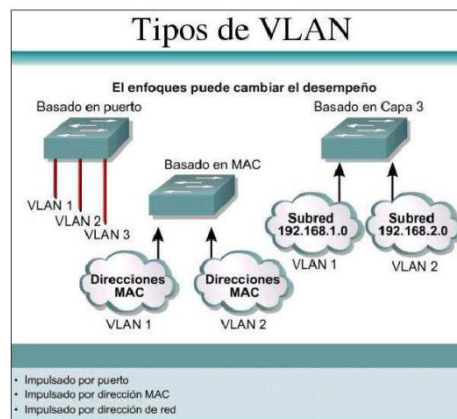 Tipos de VLAN
El enfoques puede cambiar el desempeño
Basado en puerto
VLAN 1
VLAN 2
VLAN 3
Basado en MAC
Direcciones
MAC
VLAN 1
Direcciones
MAC
VLAN 2
Basado en Capa 3
Subred
192.168.1.0
VLAN 1
Subred
192.168.2.0
VLAN 2
• Impulsado por puerto
• Impulsado por dirección MAC
• Impulsado por dirección de red